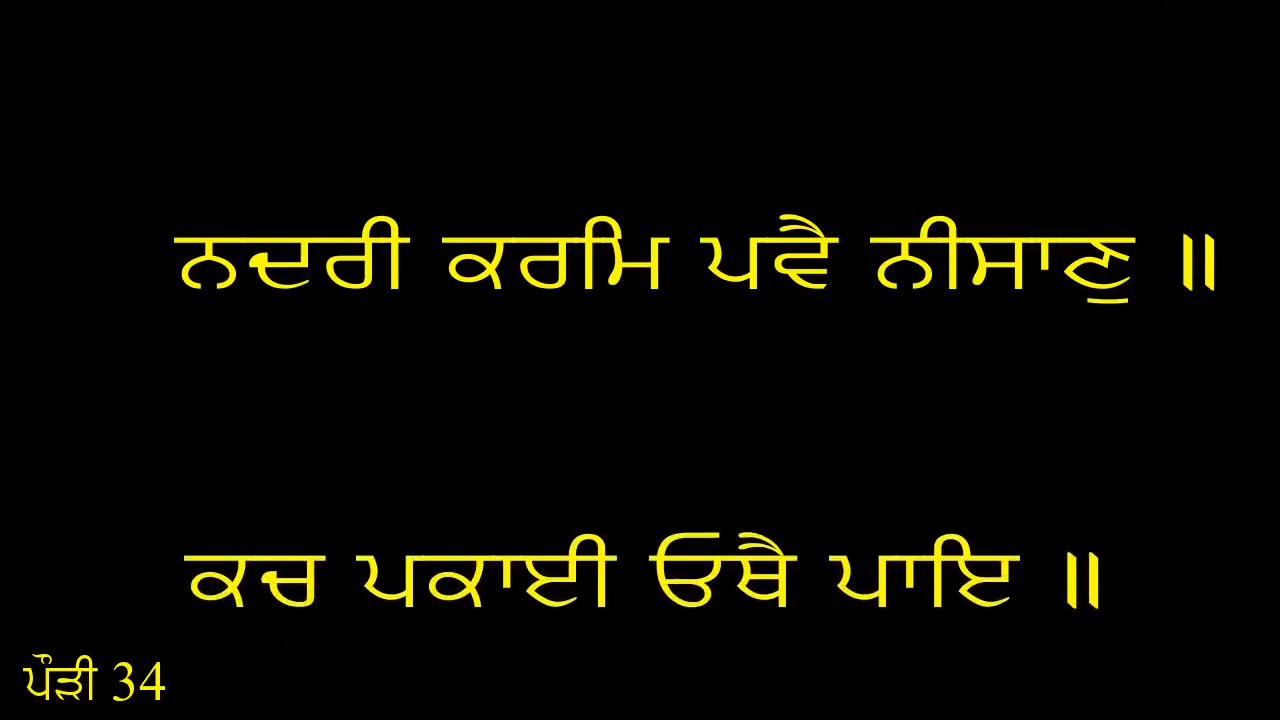 ਨਦਰੀ ਕਰਮਿ ਪਵੈ ਨੀਸਾਣੁ ॥
ਕਚ ਪਕਾਈ ਓਥੈ ਪਾਇ ॥
ਪੌੜੀ 34